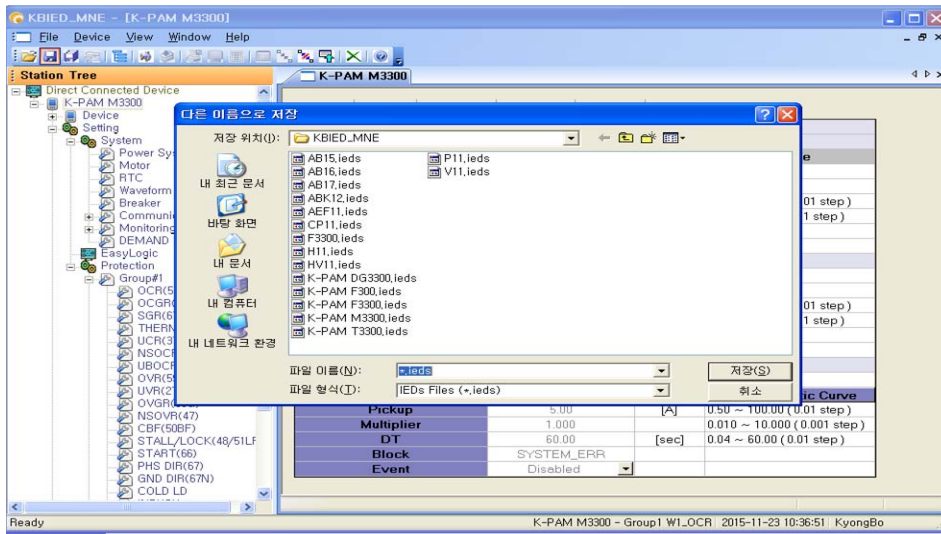 KBIED_MNE - [K-PAM M3300]
File Device View Window Help
Station Tree
K-PAM M3300
Direct Connected Device
K-PAM M3300
Device
Setting
System
Power Sy
Motor
RTC
Waveform
Breaker
Communi
Monitoring
DEMAND
EasyLogic
Protection
Group#1
OCR(5
OCGR(
SGR(6
THERN
UCR(3
NSOCF
UBOCF
OVR(5
UVR(2
OVGR(
NSOVR(47)
CBF(50BF)
STALL/LOCK(48/51LF
START(66)
PHS DIR(67)
GND DIR(67N)
COLD LD
다른 이름으로 저장
저장 위치(I):
KBIED_MNE
내 최근 문서
바탕 화면
내 문서
내 컴퓨터
내 네트워크 환경
AB15.ieds
AB16.ieds
AB17.ieds
ABK12.ieds
AEF11.ieds
CP11.ieds
F3300.ieds
H11.ieds
HV11.ieds
K-PAM DG3300.ieds
K-PAM F300.ieds
K-PAM F3300.ieds
K-PAM M3300.ieds
K-PAM T3300.ieds
P11.ieds
V11.ieds
파일 이름(N):
*.ieds
저장(S)
파일 형식(T):
IEDs Files (*.ieds)
취소
e
01 step )
1 step )
01 step )
1 step )
ic Curve
Pickup 5.00 [A] 0.50 ~ 100.00 ( 0.01 step )
Multiplier 1.000 0.010 ~ 10.000 ( 0.001 step )
DT 60.00 [sec] 0.04 ~ 60.00 ( 0.01 step )
Block SYSTEM_ERR
Event Disabled
Ready
K-PAM M3300 - Group1 W1_OCR 2015-11-23 10:36:51 KyongBo